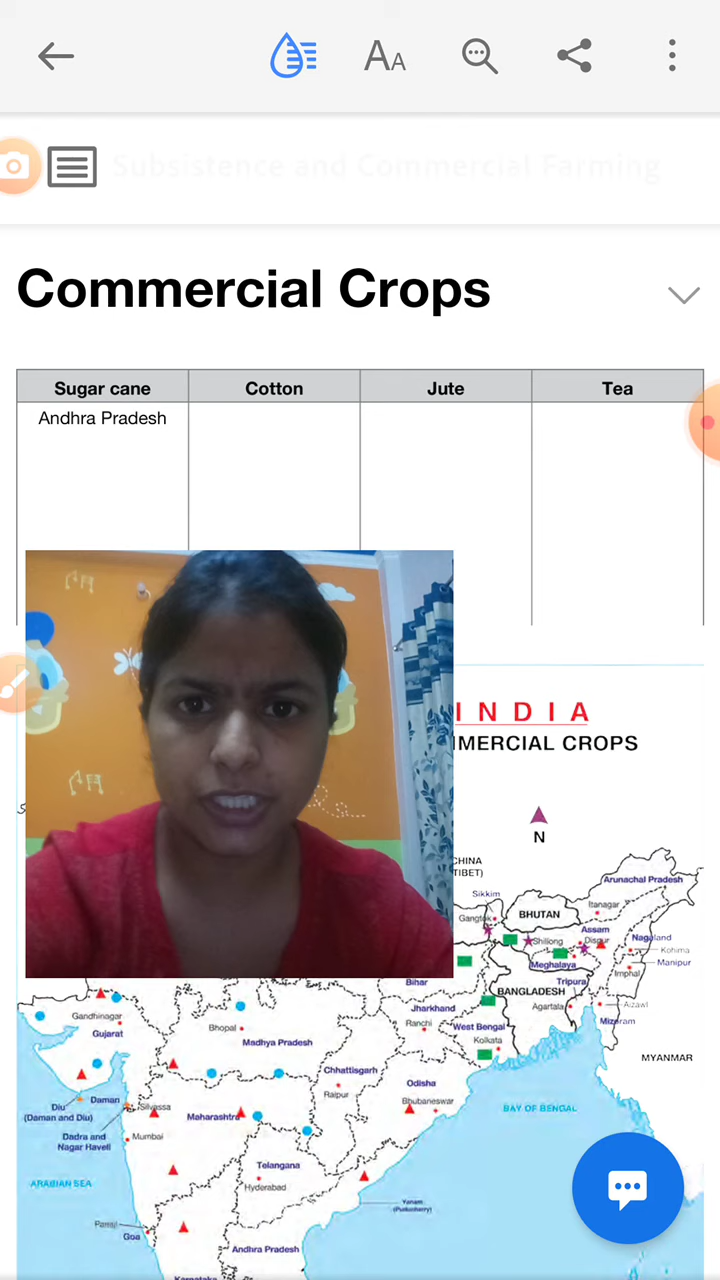 AA
Subsistence and Commercial Farming
Commercial Crops
Sugar cane Cotton Jute Tea
Andhra Pradesh
INDIA
MERCIAL CROPS
N
CHINA
TIBET)
Sikkim
Gangtok
BHUTAN
Arunachal Pradesh
Itanagar
Assam
Dispur
Shillong
Nagaland
Kohima
Meghalaya
Manipur
Imphal
Bihar
Tripura
BANGLADESH
Jharkhand
Agartala
Aizawl
Gandhinagar
Ranchi
Mizoram
Gujarat
Bhopal
West Bengal
Madhya Pradesh
Kolkata
MYANMAR
Chhattisgarh
Odisha
Raipur
Daman
Diu
(Daman and Diu)
Silvassa
Bhubaneswar
BAY OF BENGAL
Maharashtra
Dadra and
Nagar Haveli
Mumbai
Telangana
ARABIAN SEA
Hyderabad
Yanam
(Puducherry)
Panaji
Goa
Andhra Pradesh
Karnataka